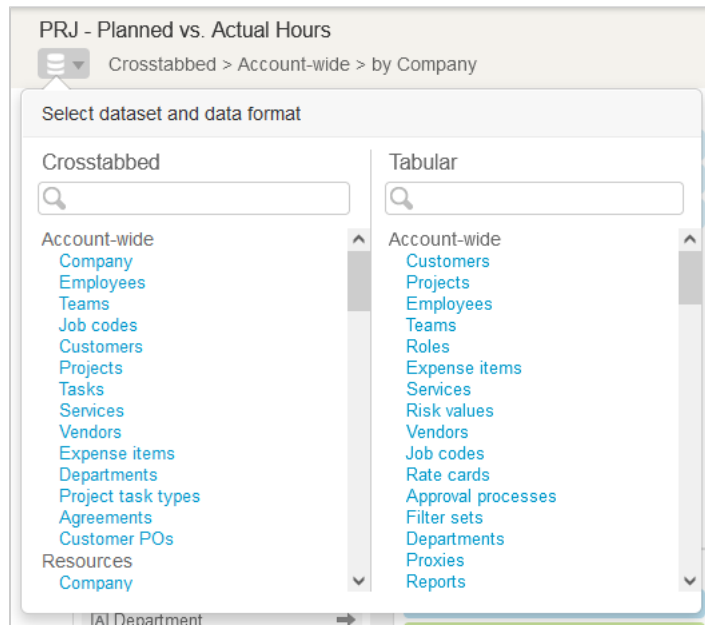 PRJ - Planned vs. Actual Hours
Crosstabbed > Account-wide > by Company
Select dataset and data format
Crosstabbed
Account-wide
Company
Employees
Teams
Job codes
Customers
Projects
Tasks
Services
Vendors
Expense items
Departments
Project task types
Agreements
Customer POs
Resources
Company
Tabular
Account-wide
Customers
Projects
Employees
Teams
Roles
Expense items
Services
Risk values
Vendors
Job codes
Rate cards
Approval processes
Filter sets
Departments
Proxies
Reports
[A] Department